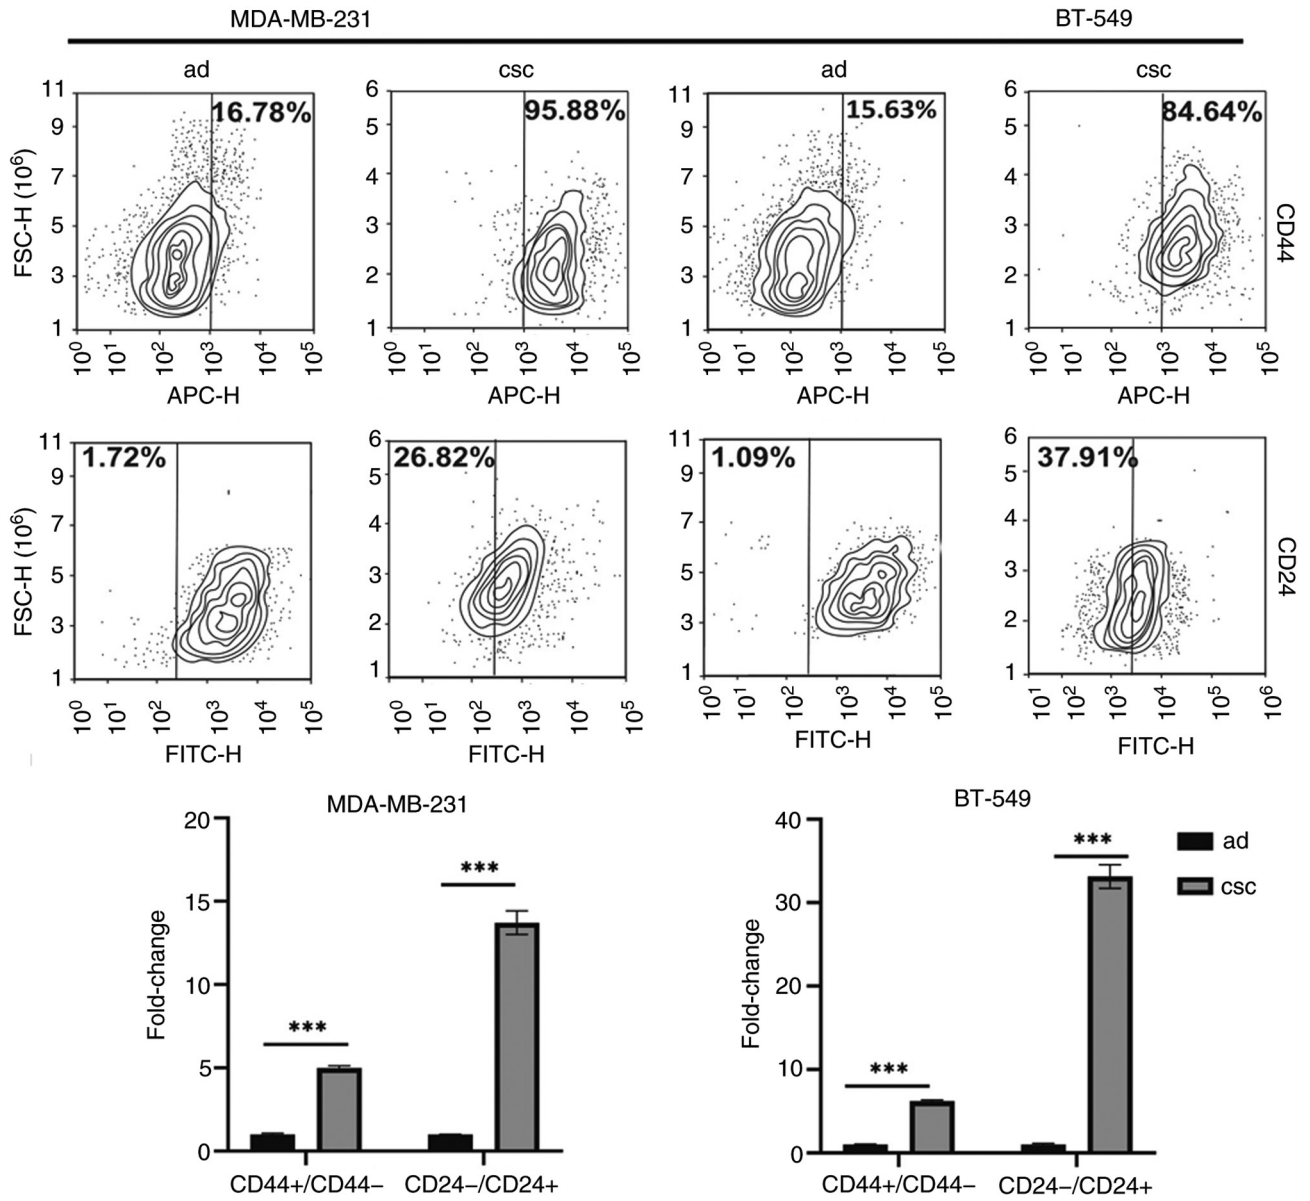 MDA-MB-231 BT-549
ad csc ad csc
11 9 7 5 3 1
FSC-H (10⁶)
16.78%
10⁰ 10¹ 10² 10³ 10⁴ 10⁵
APC-H
6 5 4 3 2 1
95.88%
10⁰ 10¹ 10² 10³ 10⁴ 10⁵
APC-H
11 9 7 5 3 1
15.63%
10⁰ 10¹ 10² 10³ 10⁴ 10⁵
APC-H
6 5 4 3 2 1
84.64%
10⁰ 10¹ 10² 10³ 10⁴ 10⁵
APC-H
CD44
11 9 7 5 3 1
FSC-H (10⁶)
1.72%
10⁰ 10¹ 10² 10³ 10⁴ 10⁵
FITC-H
6 5 4 3 2 1
26.82%
10⁰ 10¹ 10² 10³ 10⁴ 10⁵
FITC-H
11 9 7 5 3 1
1.09%
10⁰ 10¹ 10² 10³ 10⁴ 10⁵
FITC-H
6 5 4 3 2 1
37.91%
10¹ 10² 10³ 10⁴ 10⁵ 10⁶
FITC-H
CD24
MDA-MB-231
Fold-change
20
15
10
5
0
***
***
CD44+/CD44– CD24–/CD24+
BT-549
Fold-change
40
30
20
10
0
***
***
CD44+/CD44– CD24–/CD24+
ad
csc